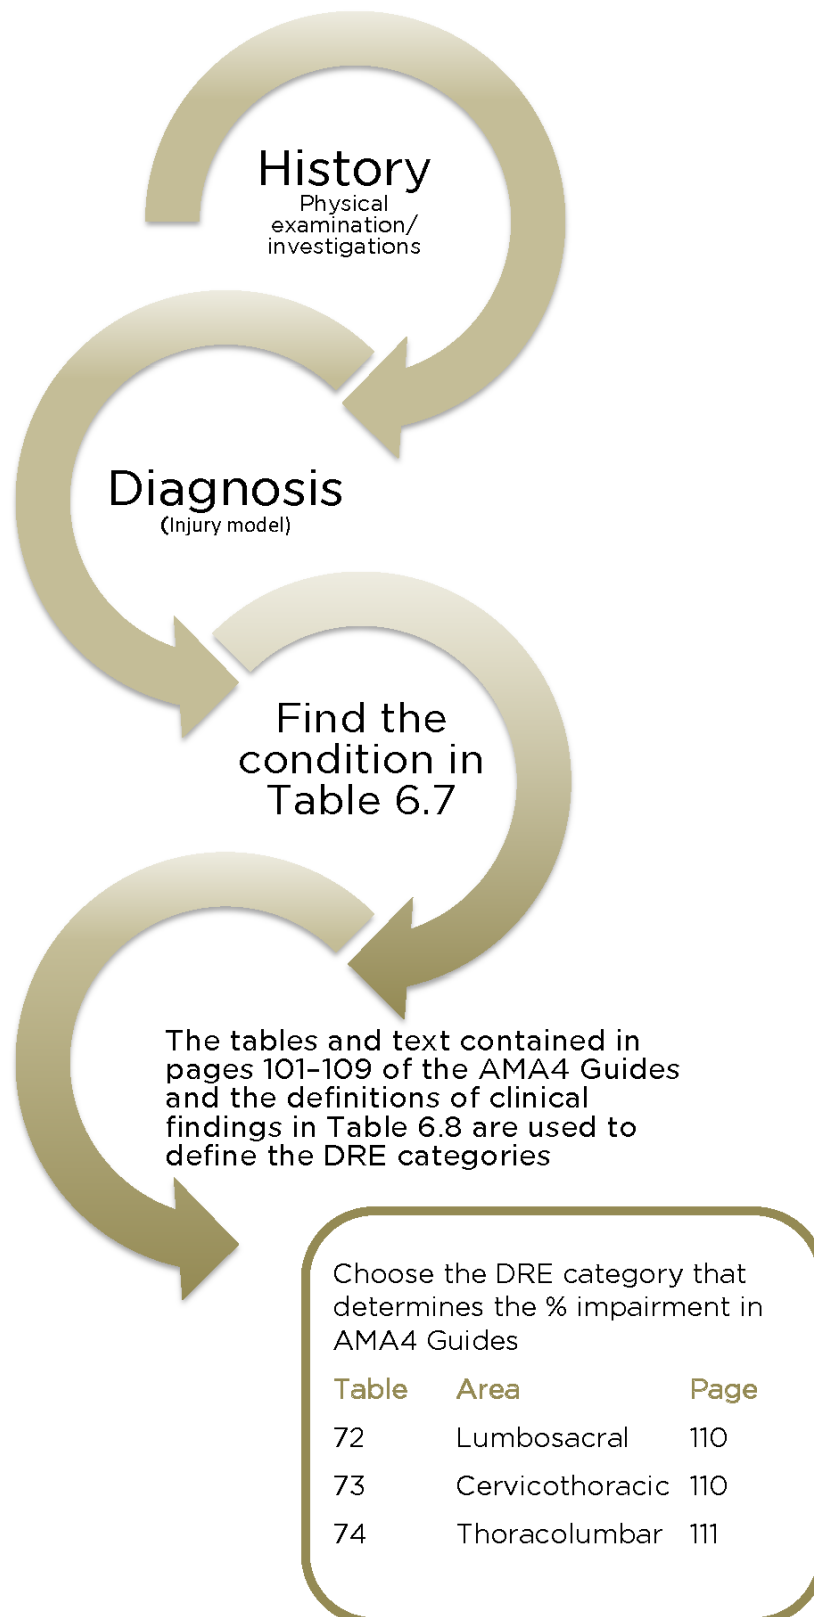 History
Physical
examination/
investigations
Diagnosis
(Injury model)
Find the
condition in
Table 6.7
The tables and text contained in
pages 101–109 of the AMA4 Guides
and the definitions of clinical
findings in Table 6.8 are used to
define the DRE categories
Choose the DRE category that
determines the % impairment in
AMA4 Guides
Table Area Page
72 Lumbosacral 110
73 Cervicothoracic 110
74 Thoracolumbar 111